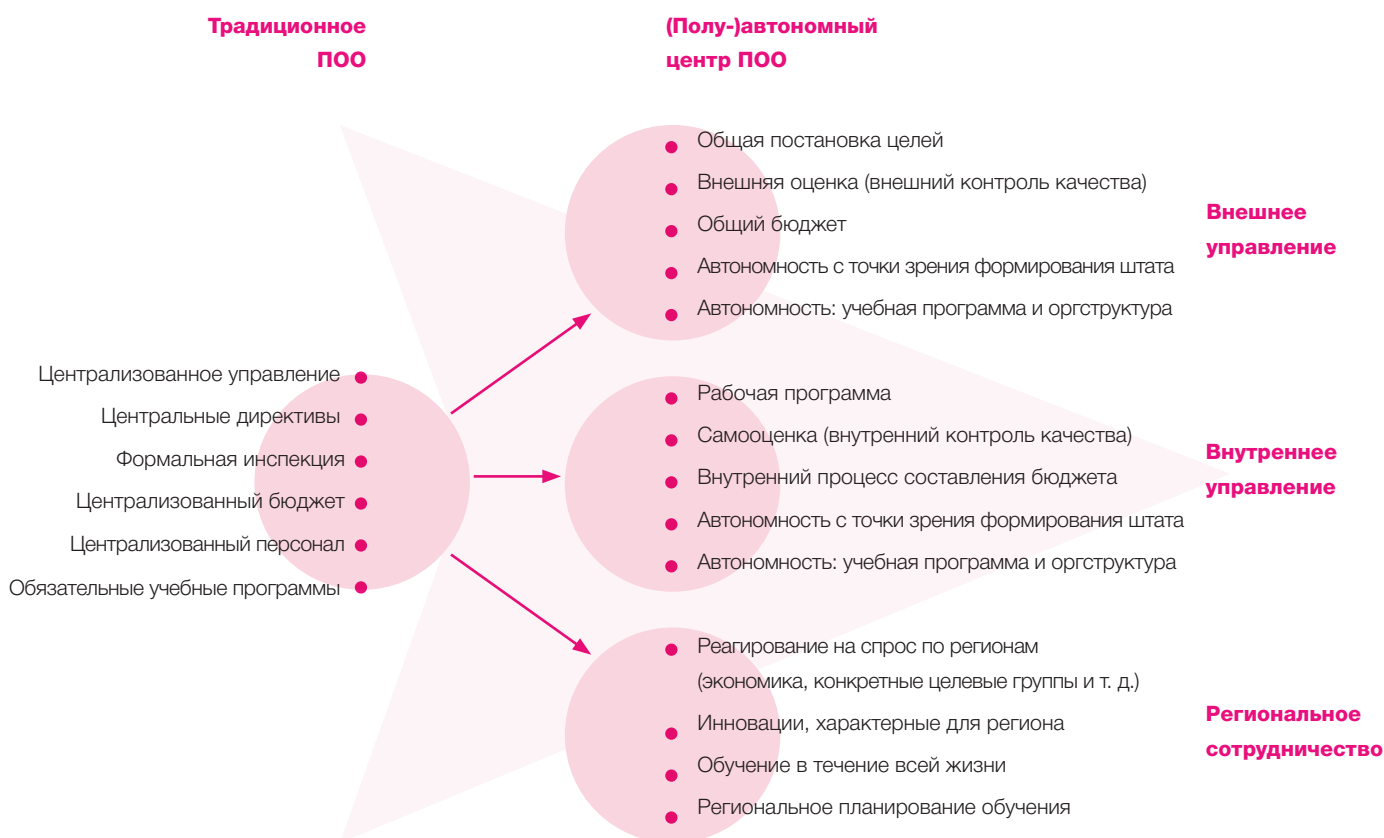 Традиционное
ПОО
(Полу-)автономный
центр ПОО
Централизованное управление
Центральные директивы
Формальная инспекция
Централизованный бюджет
Централизованный персонал
Обязательные учебные программы
Общая постановка целей
Внешняя оценка (внешний контроль качества)
Общий бюджет
Автономность с точки зрения формирования штата
Автономность: учебная программа и оргструктура
Внешнее
управление
Рабочая программа
Самооценка (внутренний контроль качества)
Внутренний процесс составления бюджета
Автономность с точки зрения формирования штата
Автономность: учебная программа и оргструктура
Внутреннее
управление
Реагирование на спрос по регионам
(экономика, конкретные целевые группы и т. д.)
Инновации, характерные для региона
Обучение в течение всей жизни
Региональное планирование обучения
Региональное
сотрудничество